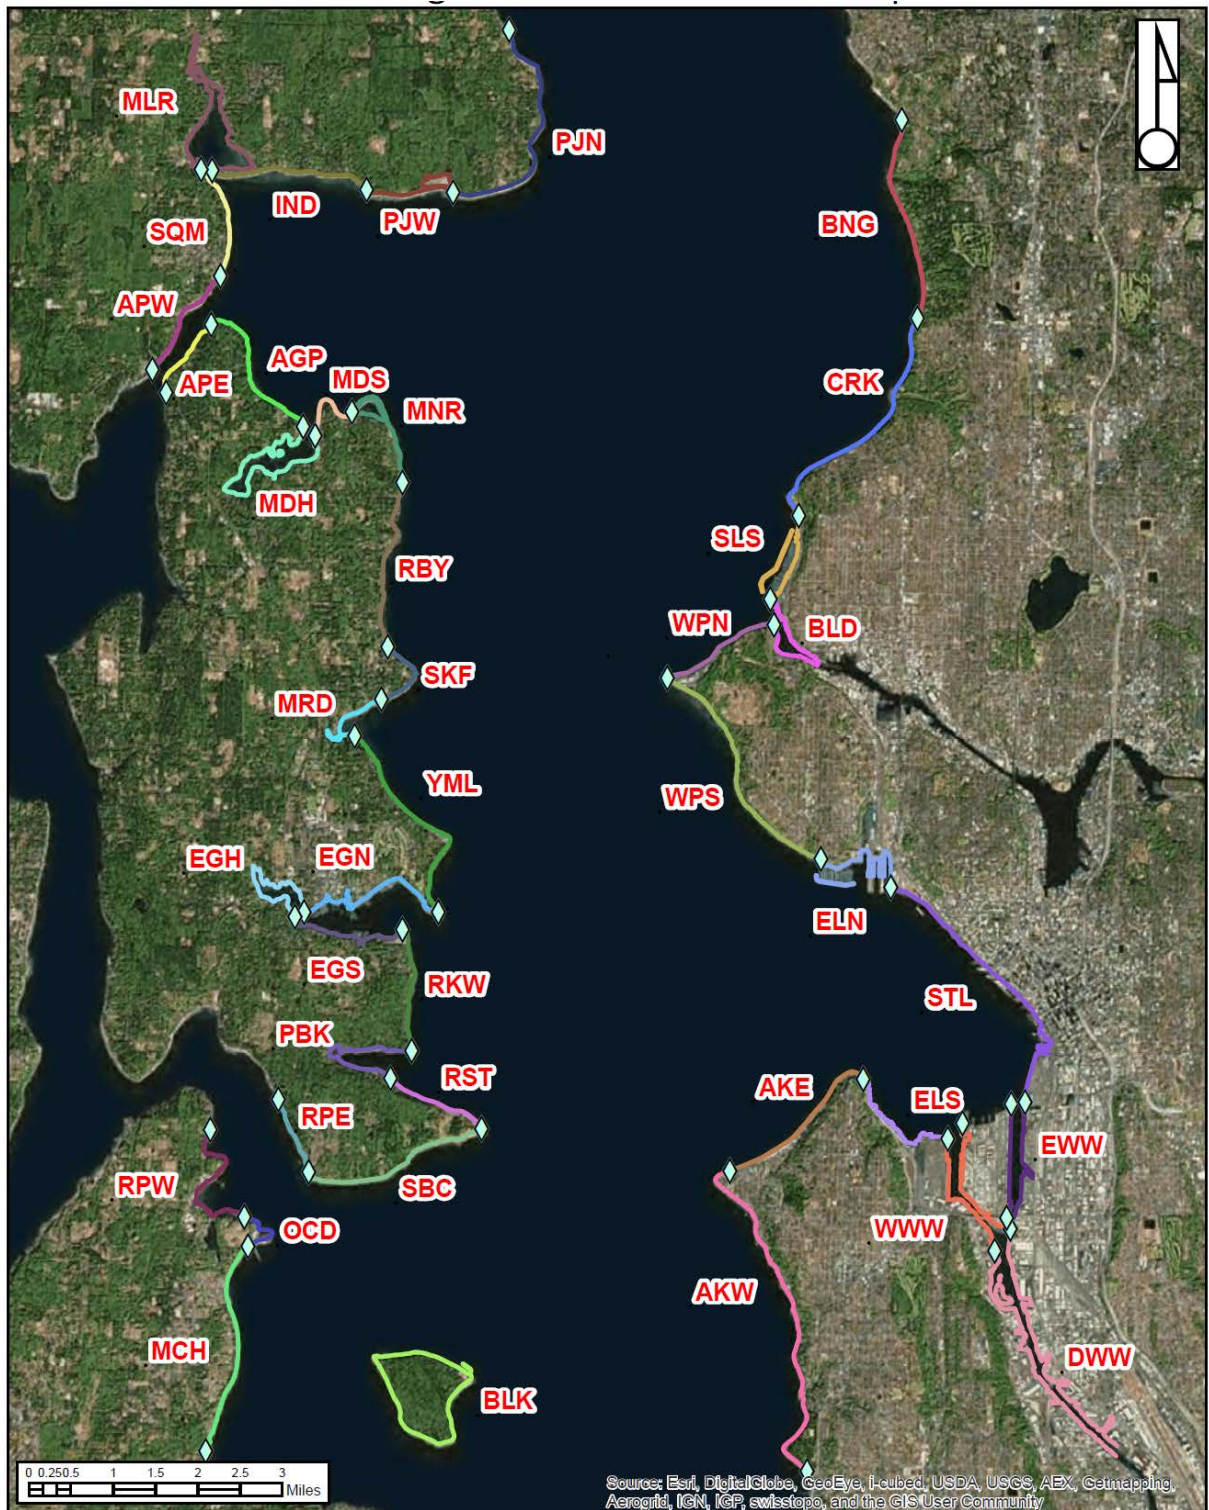 MLR
PJN
IND
PJW
BNG
SQM
APW
AGP
MDS
APE
MNR
CRK
MDH
SLS
RBY
WPN
BLD
SKF
MRD
YML
WPS
EGH
EGN
ELN
EGS
RKW
STL
PBK
RST
AKE
ELS
RPE
EWW
RPW
SBC
OCD
WWW
AKW
MCH
DWW
BLK
0 0.25 0.5 1 1.5 2 2.5 3
Miles
Source: Esri, DigitalGlobe, GeoEye, i-cubed, USDA, USGS, AEX, Getmapping,
Aerogrid, IGN, IGP, swisstopo, and the GIS User Community